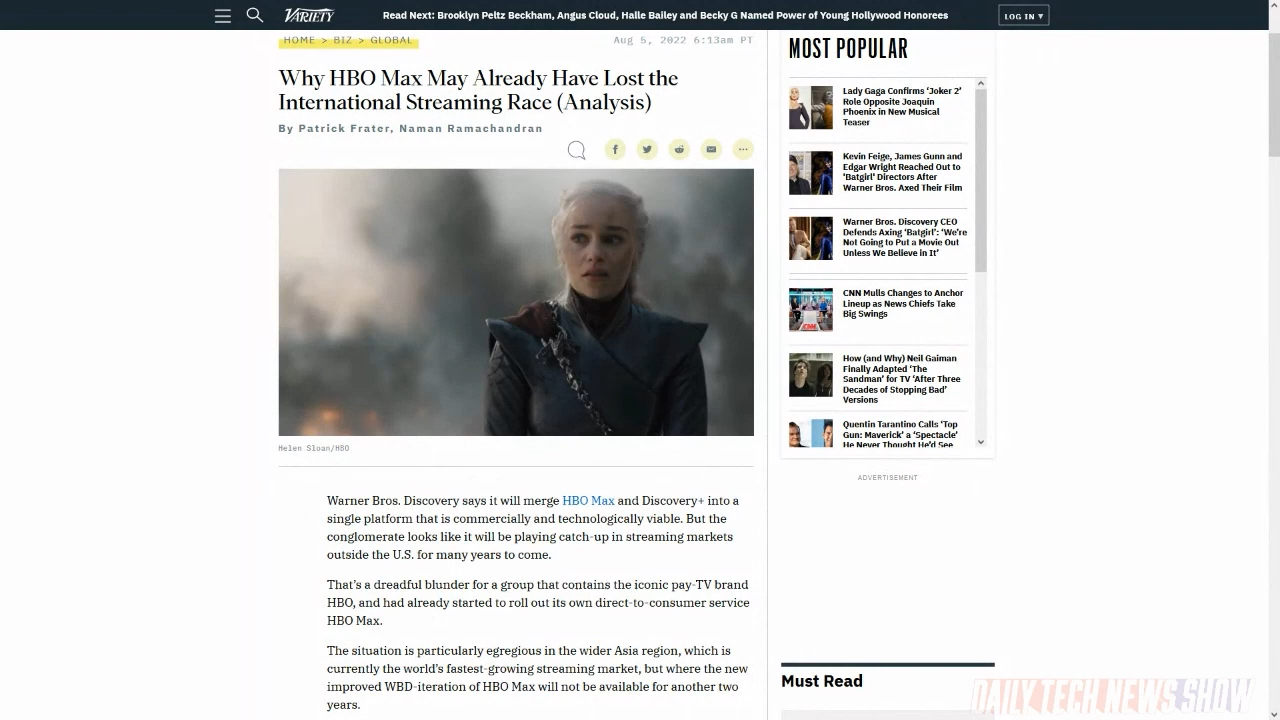 VARIETY
Read Next: Brooklyn Peltz Beckham, Angus Cloud, Halle Bailey and Becky G Named Power of Young Hollywood Honorees
LOG IN ▾
HOME > BIZ > GLOBAL
Aug 5, 2022 6:13am PT
Why HBO Max May Already Have Lost the
International Streaming Race (Analysis)
By Patrick Frater, Naman Ramachandran
Helen Sloan/HBO
Warner Bros. Discovery says it will merge HBO Max and Discovery+ into a
single platform that is commercially and technologically viable. But the
conglomerate looks like it will be playing catch-up in streaming markets
outside the U.S. for many years to come.
That's a dreadful blunder for a group that contains the iconic pay-TV brand
HBO, and had already started to roll out its own direct-to-consumer service
HBO Max.
The situation is particularly egregious in the wider Asia region, which is
currently the world's fastest-growing streaming market, but where the new
improved WBD-iteration of HBO Max will not be available for another two
years.
MOST POPULAR
Lady Gaga Confirms 'Joker 2'
Role Opposite Joaquin
Phoenix in New Musical
Teaser
Kevin Feige, James Gunn and
Edgar Wright Reached Out to
'Batgirl' Directors After
Warner Bros. Axed Their Film
Warner Bros. Discovery CEO
Defends Axing 'Batgirl': 'We're
Not Going to Put a Movie Out
Unless We Believe in It'
CNN Mulls Changes to Anchor
Lineup as News Chiefs Take
Big Swings
CNN
How (and Why) Neil Gaiman
Finally Adapted 'The
Sandman' for TV 'After Three
Decades of Stopping Bad'
Versions
Quentin Tarantino Calls 'Top
Gun: Maverick' a 'Spectacle'
He Never Thought He'd See
ADVERTISEMENT
Must Read
DAILY TECH NEWS SHOW